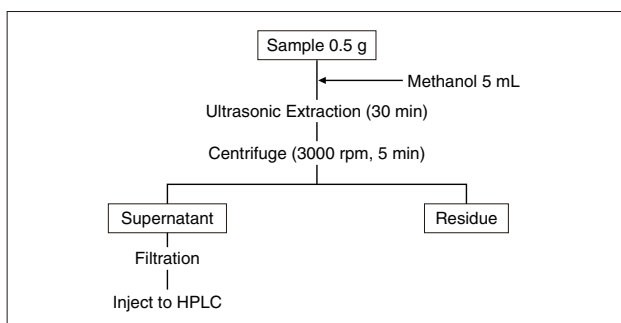 Sample 0.5 g
Methanol 5 mL
Ultrasonic Extraction (30 min)
Centrifuge (3000 rpm, 5 min)
Supernatant
Residue
Filtration
Inject to HPLC